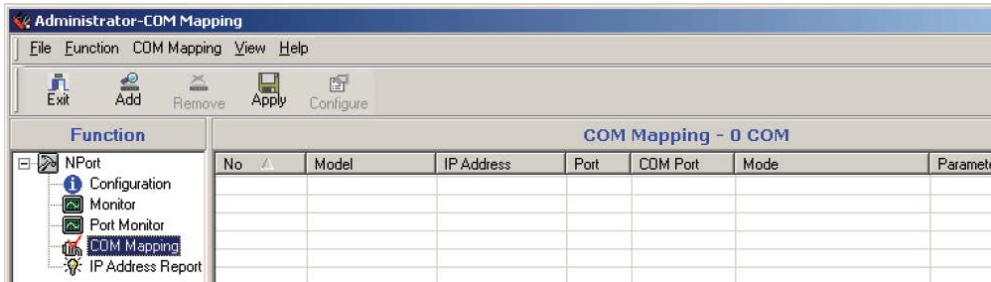 Administrator-COM Mapping
File Function COM Mapping View Help
Exit Add Remove Apply Configure
Function
COM Mapping - 0 COM
NPort
Configuration
Monitor
Port Monitor
COM Mapping
IP Address Report
No Model IP Address Port COM Port Mode Paramete